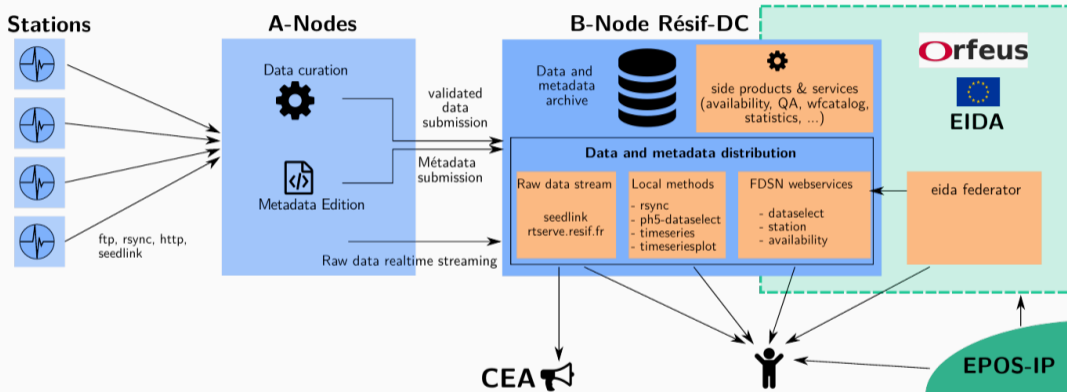 Stations
A-Nodes
B-Node Résif-DC
Data curation
Metadata Edition
ftp, rsync, http,
seedlink
validated
data
submission
Métadata
submission
Raw data realtime streaming
Data and
metadata
archive
side products & services
(availability, QA, wfcatalog,
statistics, ...)
Data and metadata distribution
Raw data stream
seedlink
rtserve.resif.fr
Local methods
- rsync
- ph5-dataselect
- timeseries
- timeseriesplot
FDSN webservices
- dataselect
- station
- availability
Orfeus
EIDA
eida federator
CEA
EPOS-IP